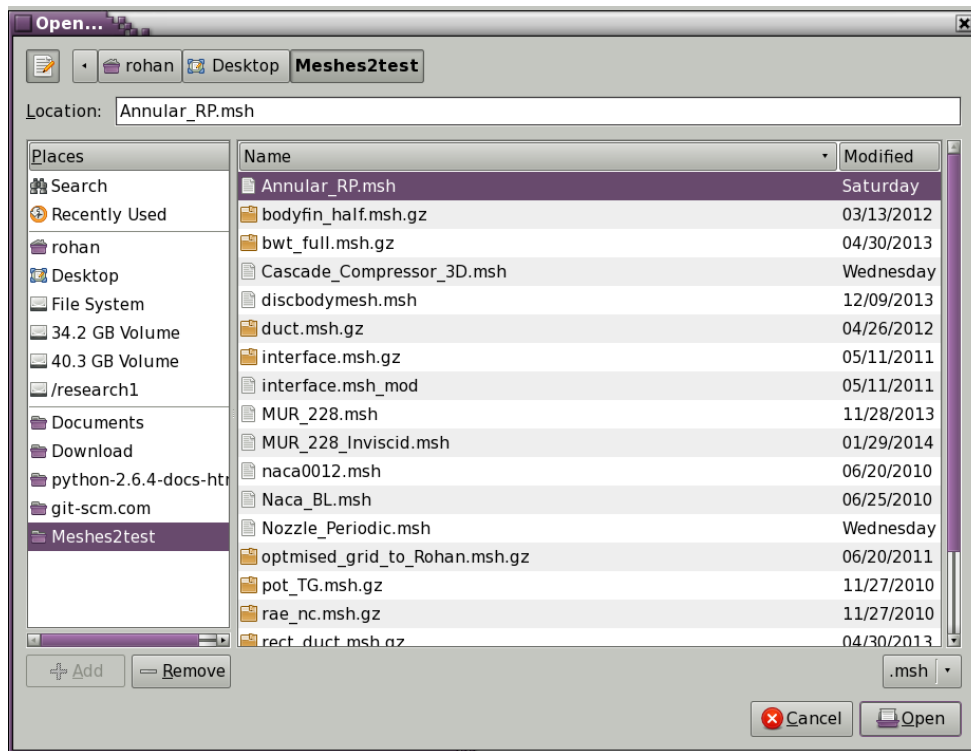 Open...
rohan Desktop Meshes2test
Location: Annular_RP.msh
Places Name Modified
Search Annular_RP.msh Saturday
Recently Used bodyfin_half.msh.gz 03/13/2012
rohan bwt_full.msh.gz 04/30/2013
Desktop Cascade_Compressor_3D.msh Wednesday
File System discbodymesh.msh 12/09/2013
34.2 GB Volume duct.msh.gz 04/26/2012
40.3 GB Volume interface.msh.gz 05/11/2011
/research1 interface.msh_mod 05/11/2011
Documents MUR_228.msh 11/28/2013
Download MUR_228_Inviscid.msh 01/29/2014
python-2.6.4-docs-htr naca0012.msh 06/20/2010
git-scm.com Naca_BL.msh 06/25/2010
Meshes2test Nozzle_Periodic.msh Wednesday
optmised_grid_to_Rohan.msh.gz 06/20/2011
pot_TG.msh.gz 11/27/2010
rae_nc.msh.gz 11/27/2010
rect_duct.msh.gz 04/30/2013
Add Remove .msh
Cancel Open